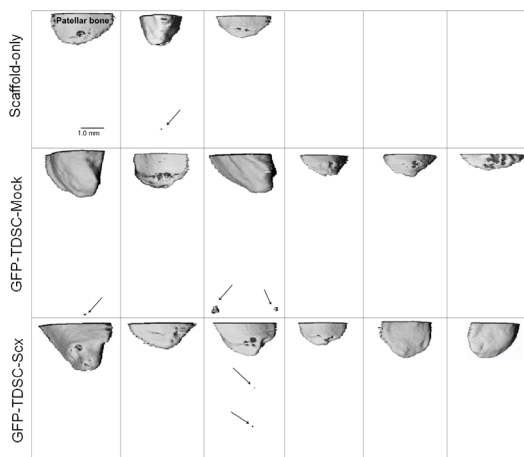 Scaffold-only
Patellar bone
1.0 mm
GFP-TDSC-Mock
GFP-TDSC-Scx